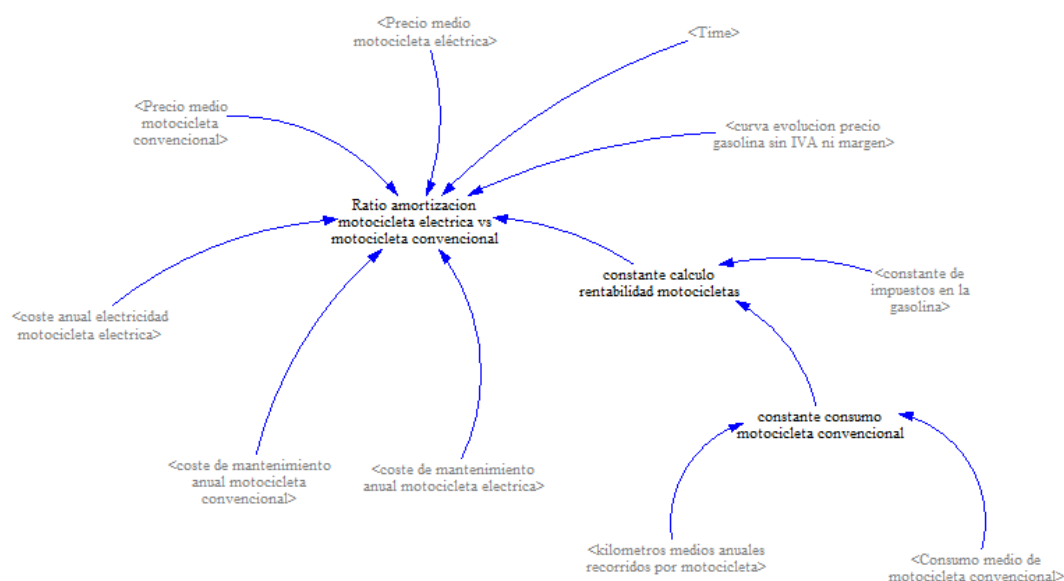 <Precio medio
motocicleta eléctrica>
<Time>
<Precio medio
motocicleta
convencional>
<curva evolucion precio
gasolina sin IVA ni margen>
Ratio amortizacion
motocicleta electrica vs
motocicleta convencional
constante calculo
rentabilidad motocicletas
<constante de
impuestos en la
gasolina>
<coste anual electricidad
motocicleta electrica>
constante consumo
motocicleta convencional
<coste de mantenimiento
anual motocicleta
convencional>
<coste de mantenimiento
anual motocicleta electrica>
<kilometros medios anuales
recorridos por motocicleta>
<Consumo medio de
motocicleta convencional>